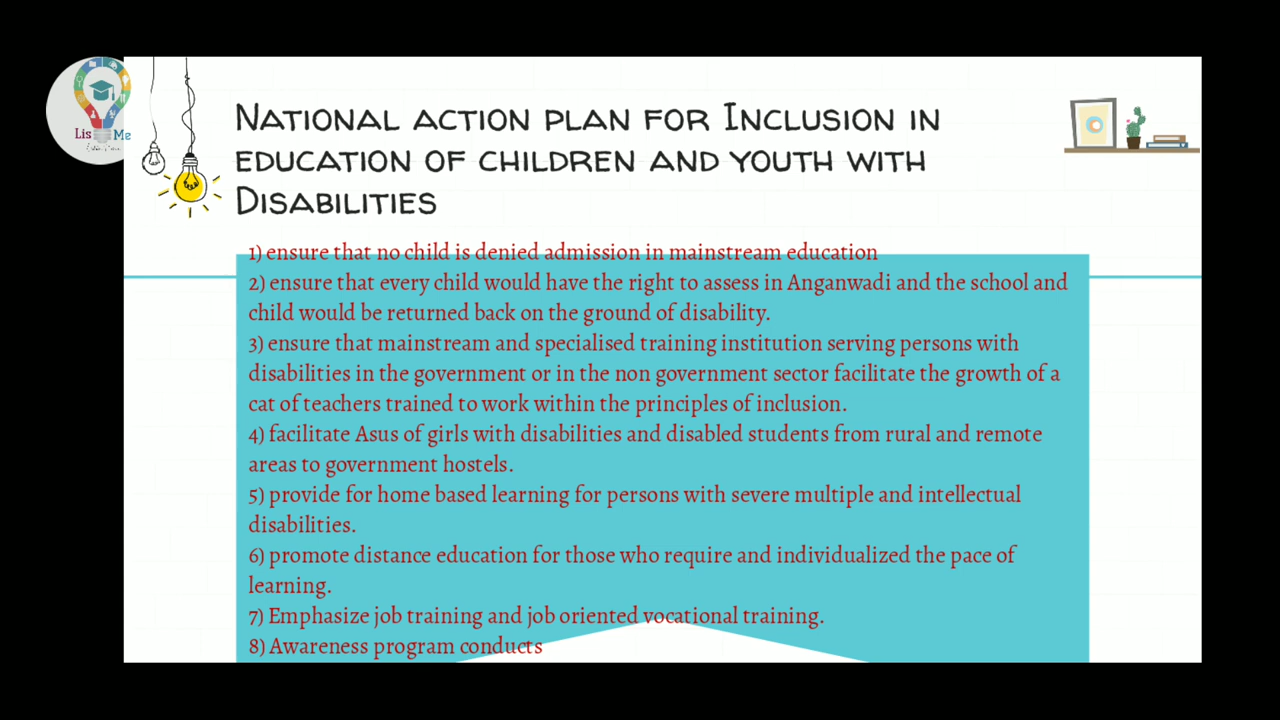 Lis Me
National action plan for Inclusion in
education of children and youth with
Disabilities
1) ensure that no child is denied admission in mainstream education
2) ensure that every child would have the right to assess in Anganwadi and the school and
child would be returned back on the ground of disability.
3) ensure that mainstream and specialised training institution serving persons with
disabilities in the government or in the non government sector facilitate the growth of a
cat of teachers trained to work within the principles of inclusion.
4) facilitate Asus of girls with disabilities and disabled students from rural and remote
areas to government hostels.
5) provide for home based learning for persons with severe multiple and intellectual
disabilities.
6) promote distance education for those who require and individualized the pace of
learning.
7) Emphasize job training and job oriented vocational training.
8) Awareness program conducts